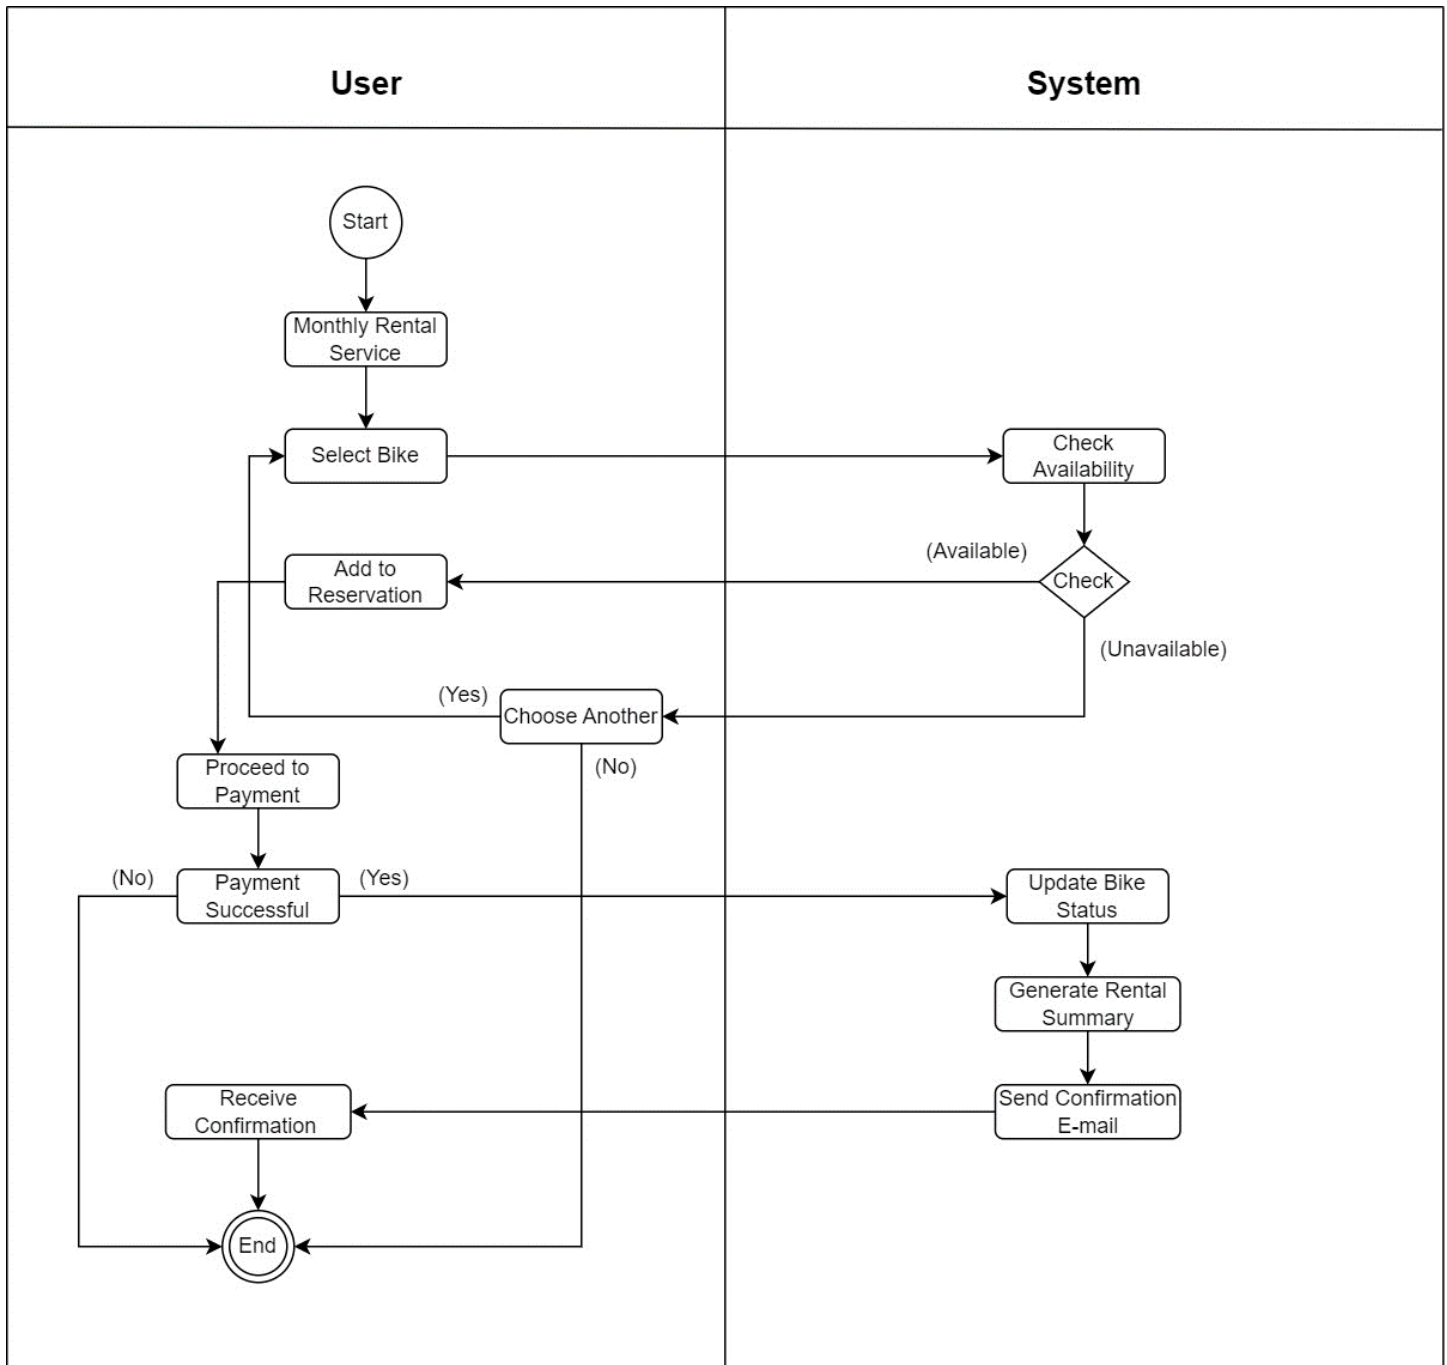 User
System
Start
Monthly Rental
Service
Select Bike
Check
Availability
(Available)
Add to
Reservation
Check
(Unavailable)
(Yes)
Choose Another
(No)
Proceed to
Payment
(No)
Payment
Successful
(Yes)
Update Bike
Status
Generate Rental
Summary
Receive
Confirmation
Send Confirmation
E-mail
End